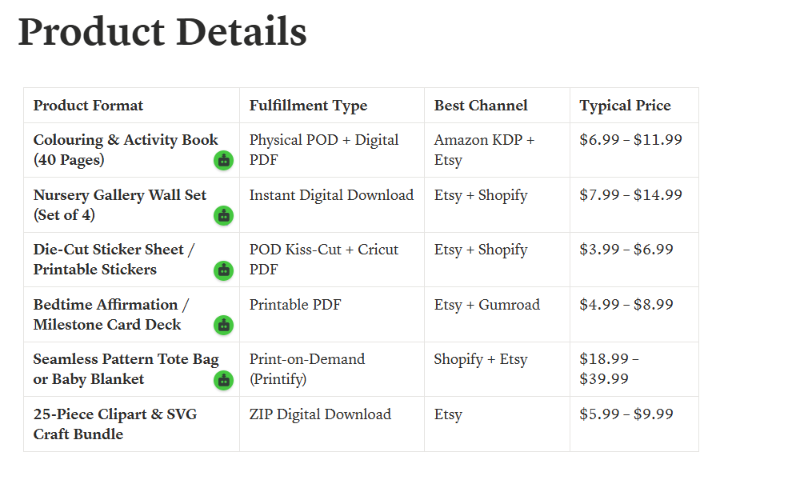 Product Details
Product Format Fulfillment Type Best Channel Typical Price
Colouring & Activity Book Physical POD + Digital Amazon KDP + $6.99 – $11.99
(40 Pages) PDF Etsy
Nursery Gallery Wall Set Instant Digital Download Etsy + Shopify $7.99 – $14.99
(Set of 4)
Die-Cut Sticker Sheet / POD Kiss-Cut + Cricut Etsy + Shopify $3.99 – $6.99
Printable Stickers PDF
Bedtime Affirmation / Printable PDF Etsy + Gumroad $4.99 – $8.99
Milestone Card Deck
Seamless Pattern Tote Bag Print-on-Demand Shopify + Etsy $18.99 –
or Baby Blanket (Printify) $39.99
25-Piece Clipart & SVG ZIP Digital Download Etsy $5.99 – $9.99
Craft Bundle